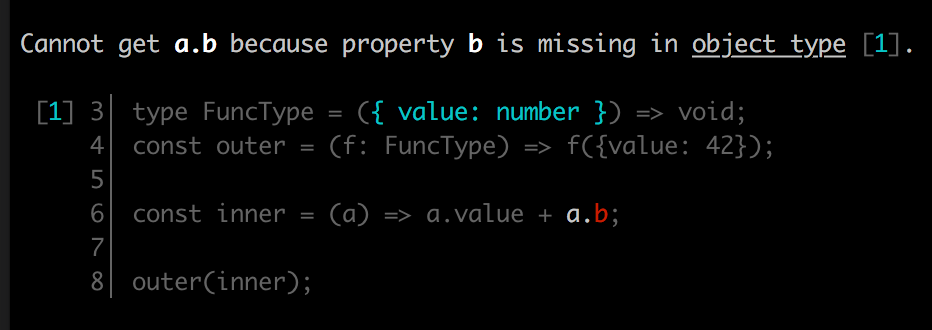 Cannot get a.b because property b is missing in object type [1].
[1] 3 type FuncType = ({ value: number }) => void;
4 const outer = (f: FuncType) => f({value: 42});
5
6 const inner = (a) => a.value + a.b;
7
8 outer(inner);